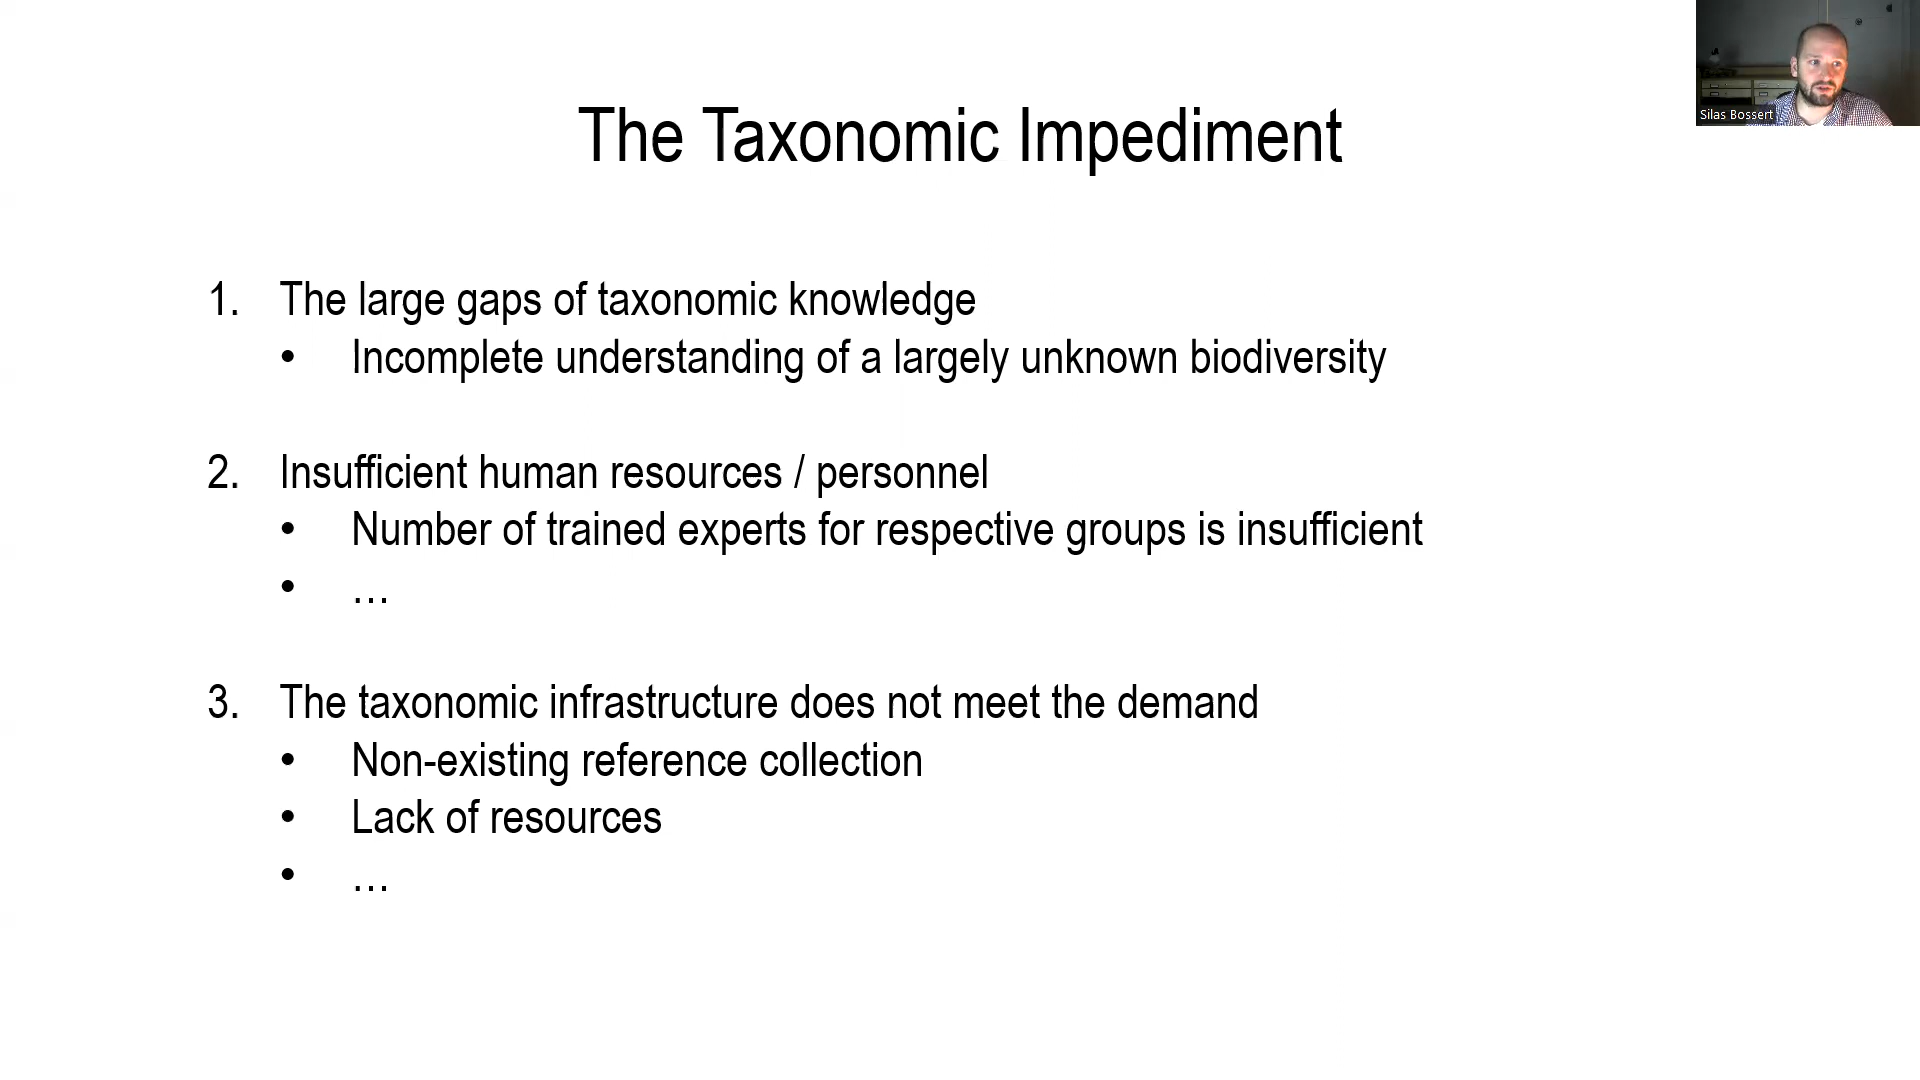 Silas Bossert
The Taxonomic Impediment
1. The large gaps of taxonomic knowledge
• Incomplete understanding of a largely unknown biodiversity
2. Insufficient human resources / personnel
• Number of trained experts for respective groups is insufficient
• …
3. The taxonomic infrastructure does not meet the demand
• Non-existing reference collection
• Lack of resources
• …